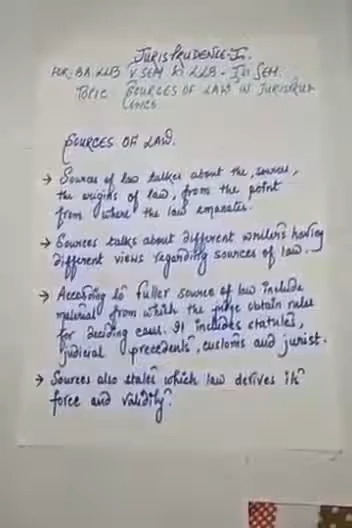 JURISPRUDENCE-I.
FOR: BA LLB V SEM & LLB - I SEM.
TOPIC SOURCES OF LAW IN JURISPRU
DENCE
SOURCES OF LAW.
→ Sources of law talks about the, sources,
the origins of law, from the point
from where the law emanates.
→ Sources talks about different writers having
different views regarding sources of law.
→ According to fuller source of law include
material from which the judge obtain rules
for deciding case. It includes statutes,
judicial precedents, customs and jurist.
→ Sources also states which law derives its
force and validity.